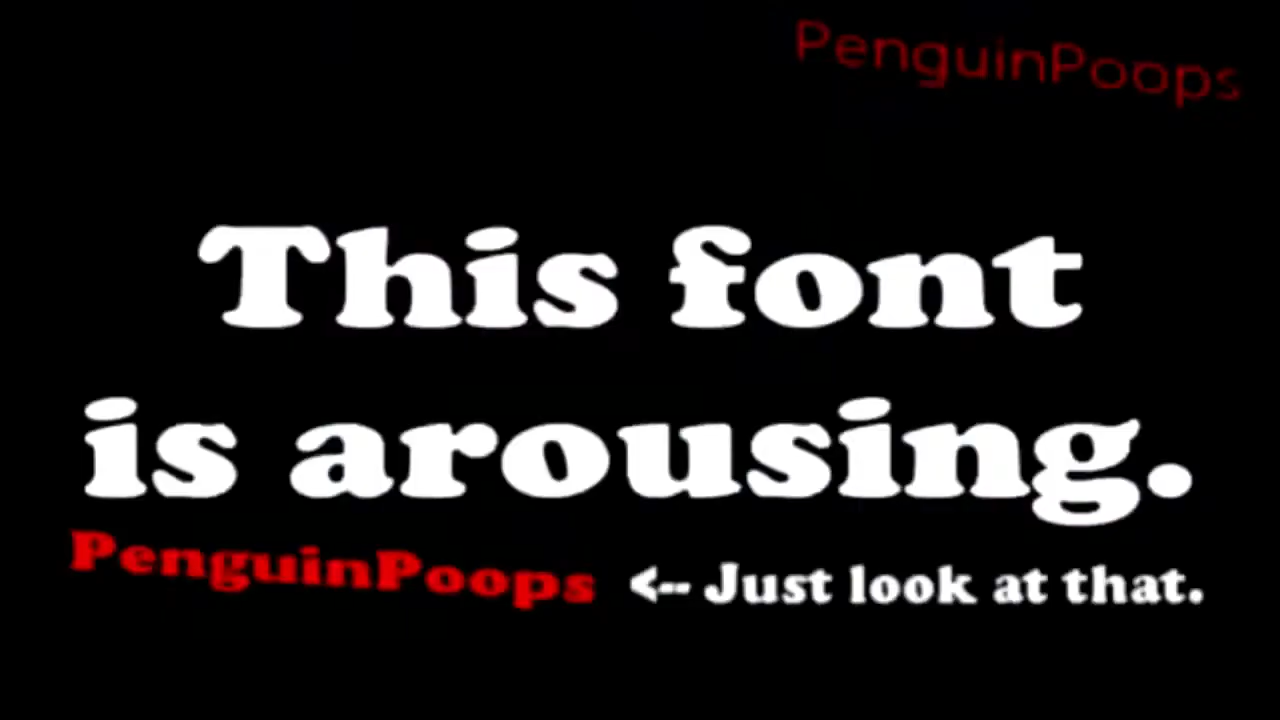 PenguinPoops
This font
is arousing.
PenguinPoops <-- Just look at that.